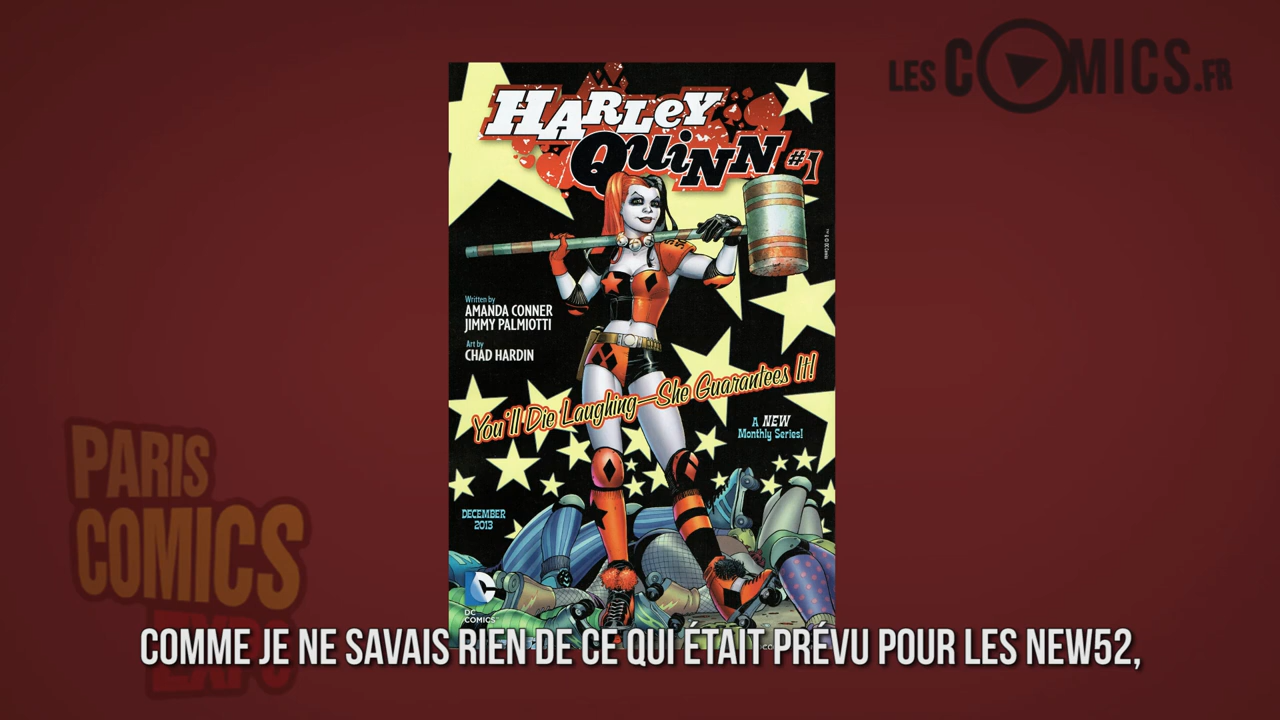 LES COMICS.FR
HARLEY
QUINN #1
Written by
AMANDA CONNER
JIMMY PALMIOTTI
Art by
CHAD HARDIN
You'll Die Laughing—She Guarantees It!
A NEW
Monthly Series!
DECEMBER
2013
DC
COMICS
PARIS
COMICS
EXPO
COMME JE NE SAVAIS RIEN DE CE QUI ÉTAIT PRÉVU POUR LES NEW52,